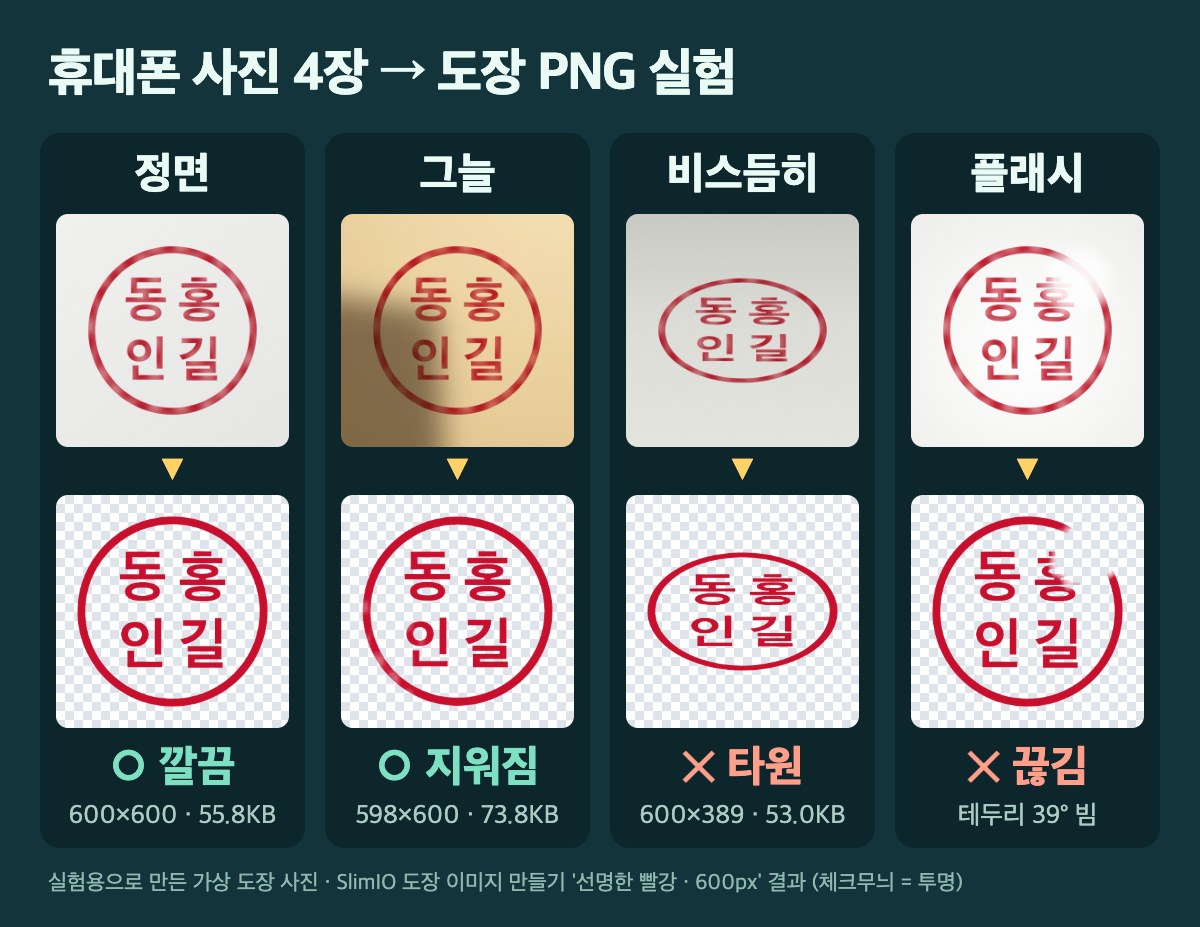 휴대폰 사진 4장 → 도장 PNG 실험
정면
그늘
비스듬히
플래시
동홍
인길
동홍
인길
동홍
인길
동홍
인길
▼
▼
▼
▼
동홍
인길
동홍
인길
동홍
인길
동홍
인길
○ 깔끔
○ 지워짐
× 타원
× 끊김
600×600 · 55.8KB
598×600 · 73.8KB
600×389 · 53.0KB
테두리 39° 빔
실험용으로 만든 가상 도장 사진 · SlimIO 도장 이미지 만들기 '선명한 빨강 · 600px' 결과 (체크무늬 = 투명)